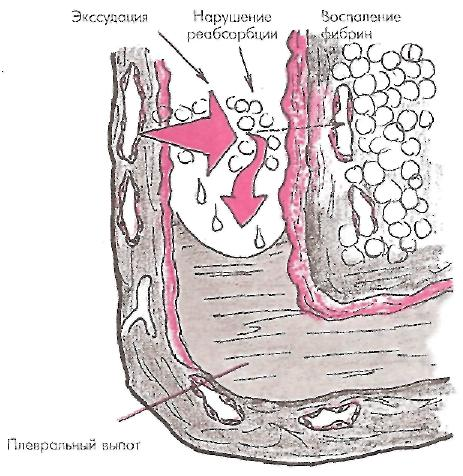 Экссудация
Нарушение
реабсорбции
Воспаление
фибрин
Плевральный выпот